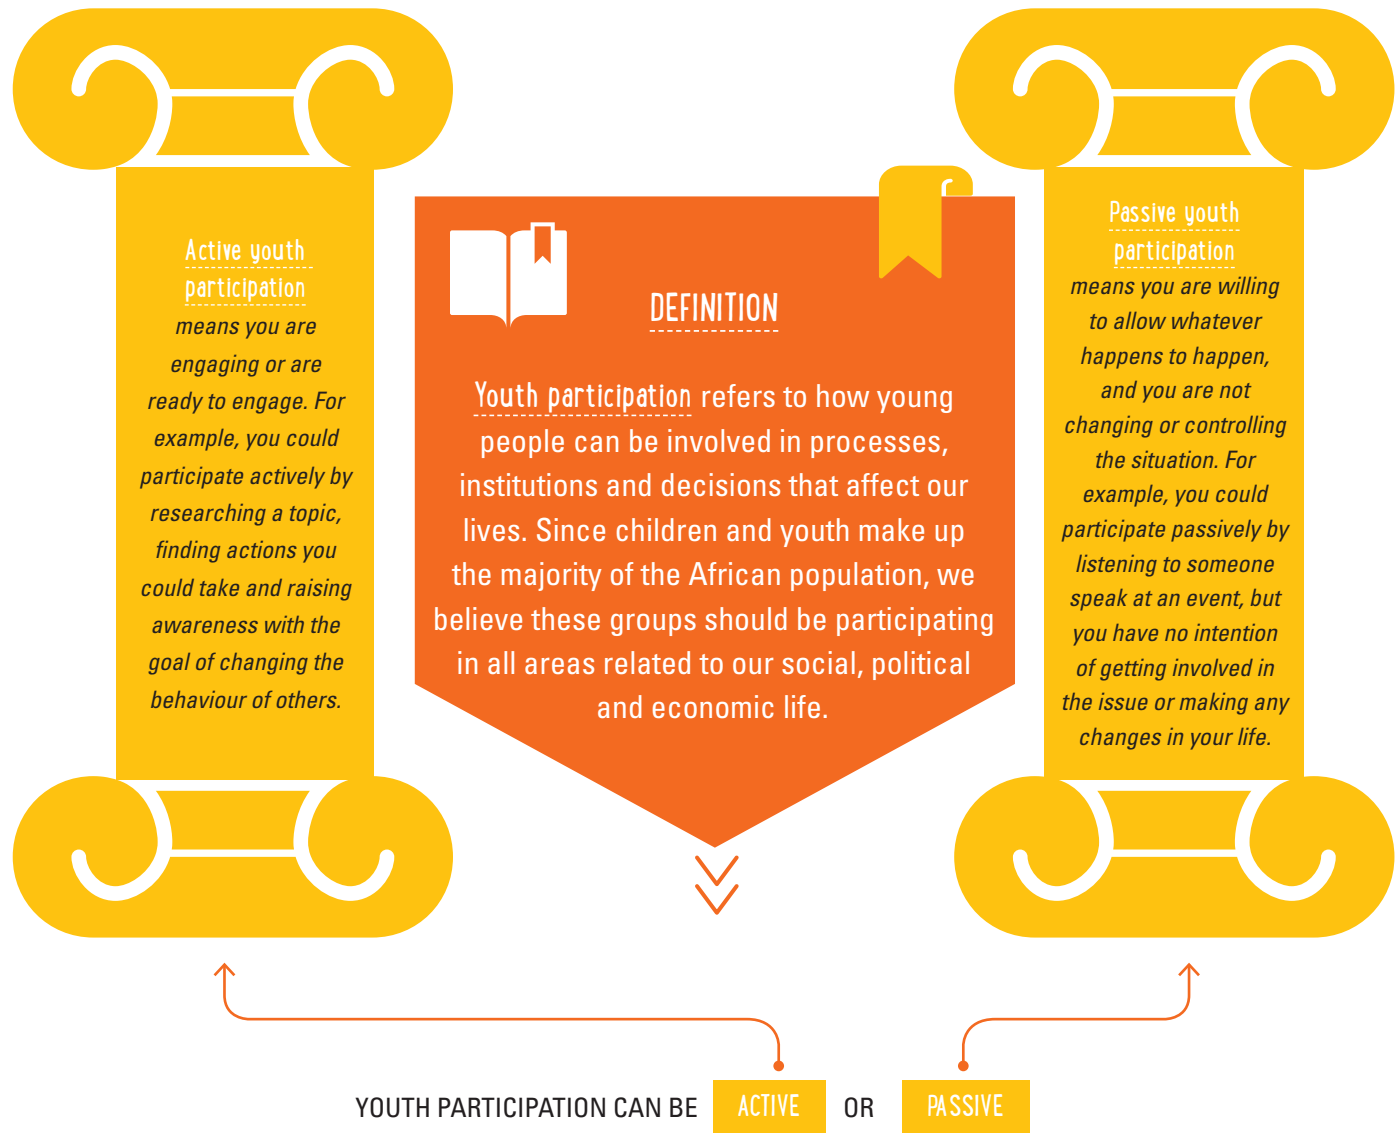 Active youth
participation
means you are
engaging or are
ready to engage. For
example, you could
participate actively by
researching a topic,
finding actions you
could take and raising
awareness with the
goal of changing the
behaviour of others.
DEFINITION
Youth participation refers to how young
people can be involved in processes,
institutions and decisions that affect our
lives. Since children and youth make up
the majority of the African population, we
believe these groups should be participating
in all areas related to our social, political
and economic life.
Passive youth
participation
means you are willing
to allow whatever
happens to happen,
and you are not
changing or controlling
the situation. For
example, you could
participate passively by
listening to someone
speak at an event, but
you have no intention
of getting involved in
the issue or making any
changes in your life.
YOUTH PARTICIPATION CAN BE ACTIVE OR PASSIVE